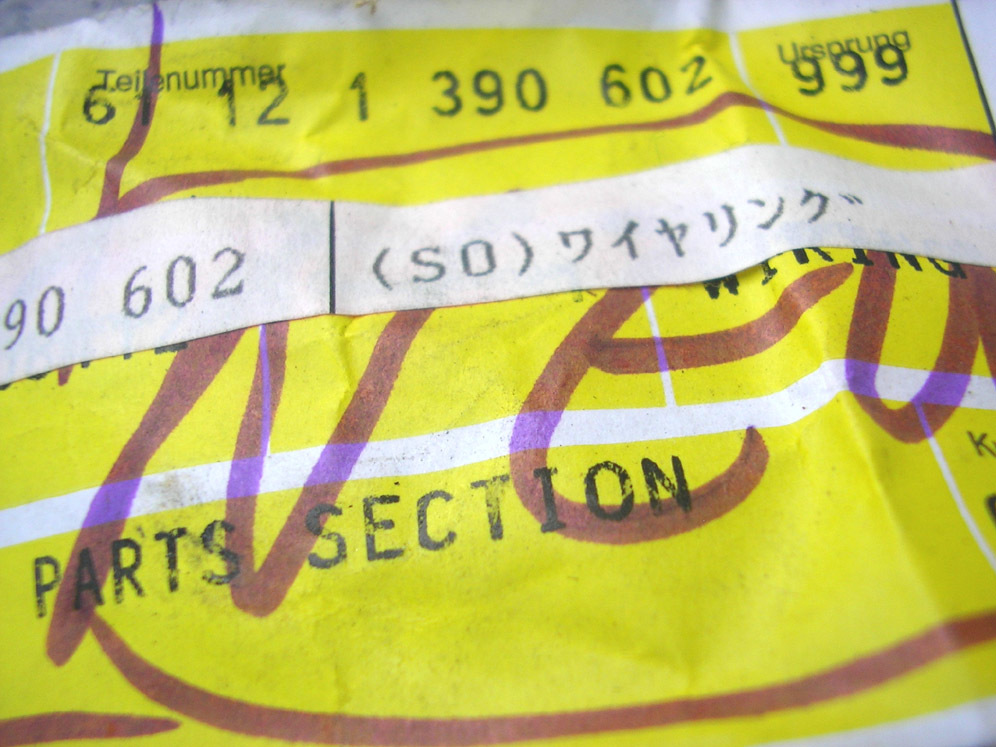 Teilenummer Ursprung
61 12 1 390 602 999
90 602 (SO)ワイヤリング
WIRING
Neu
PARTS SECTION